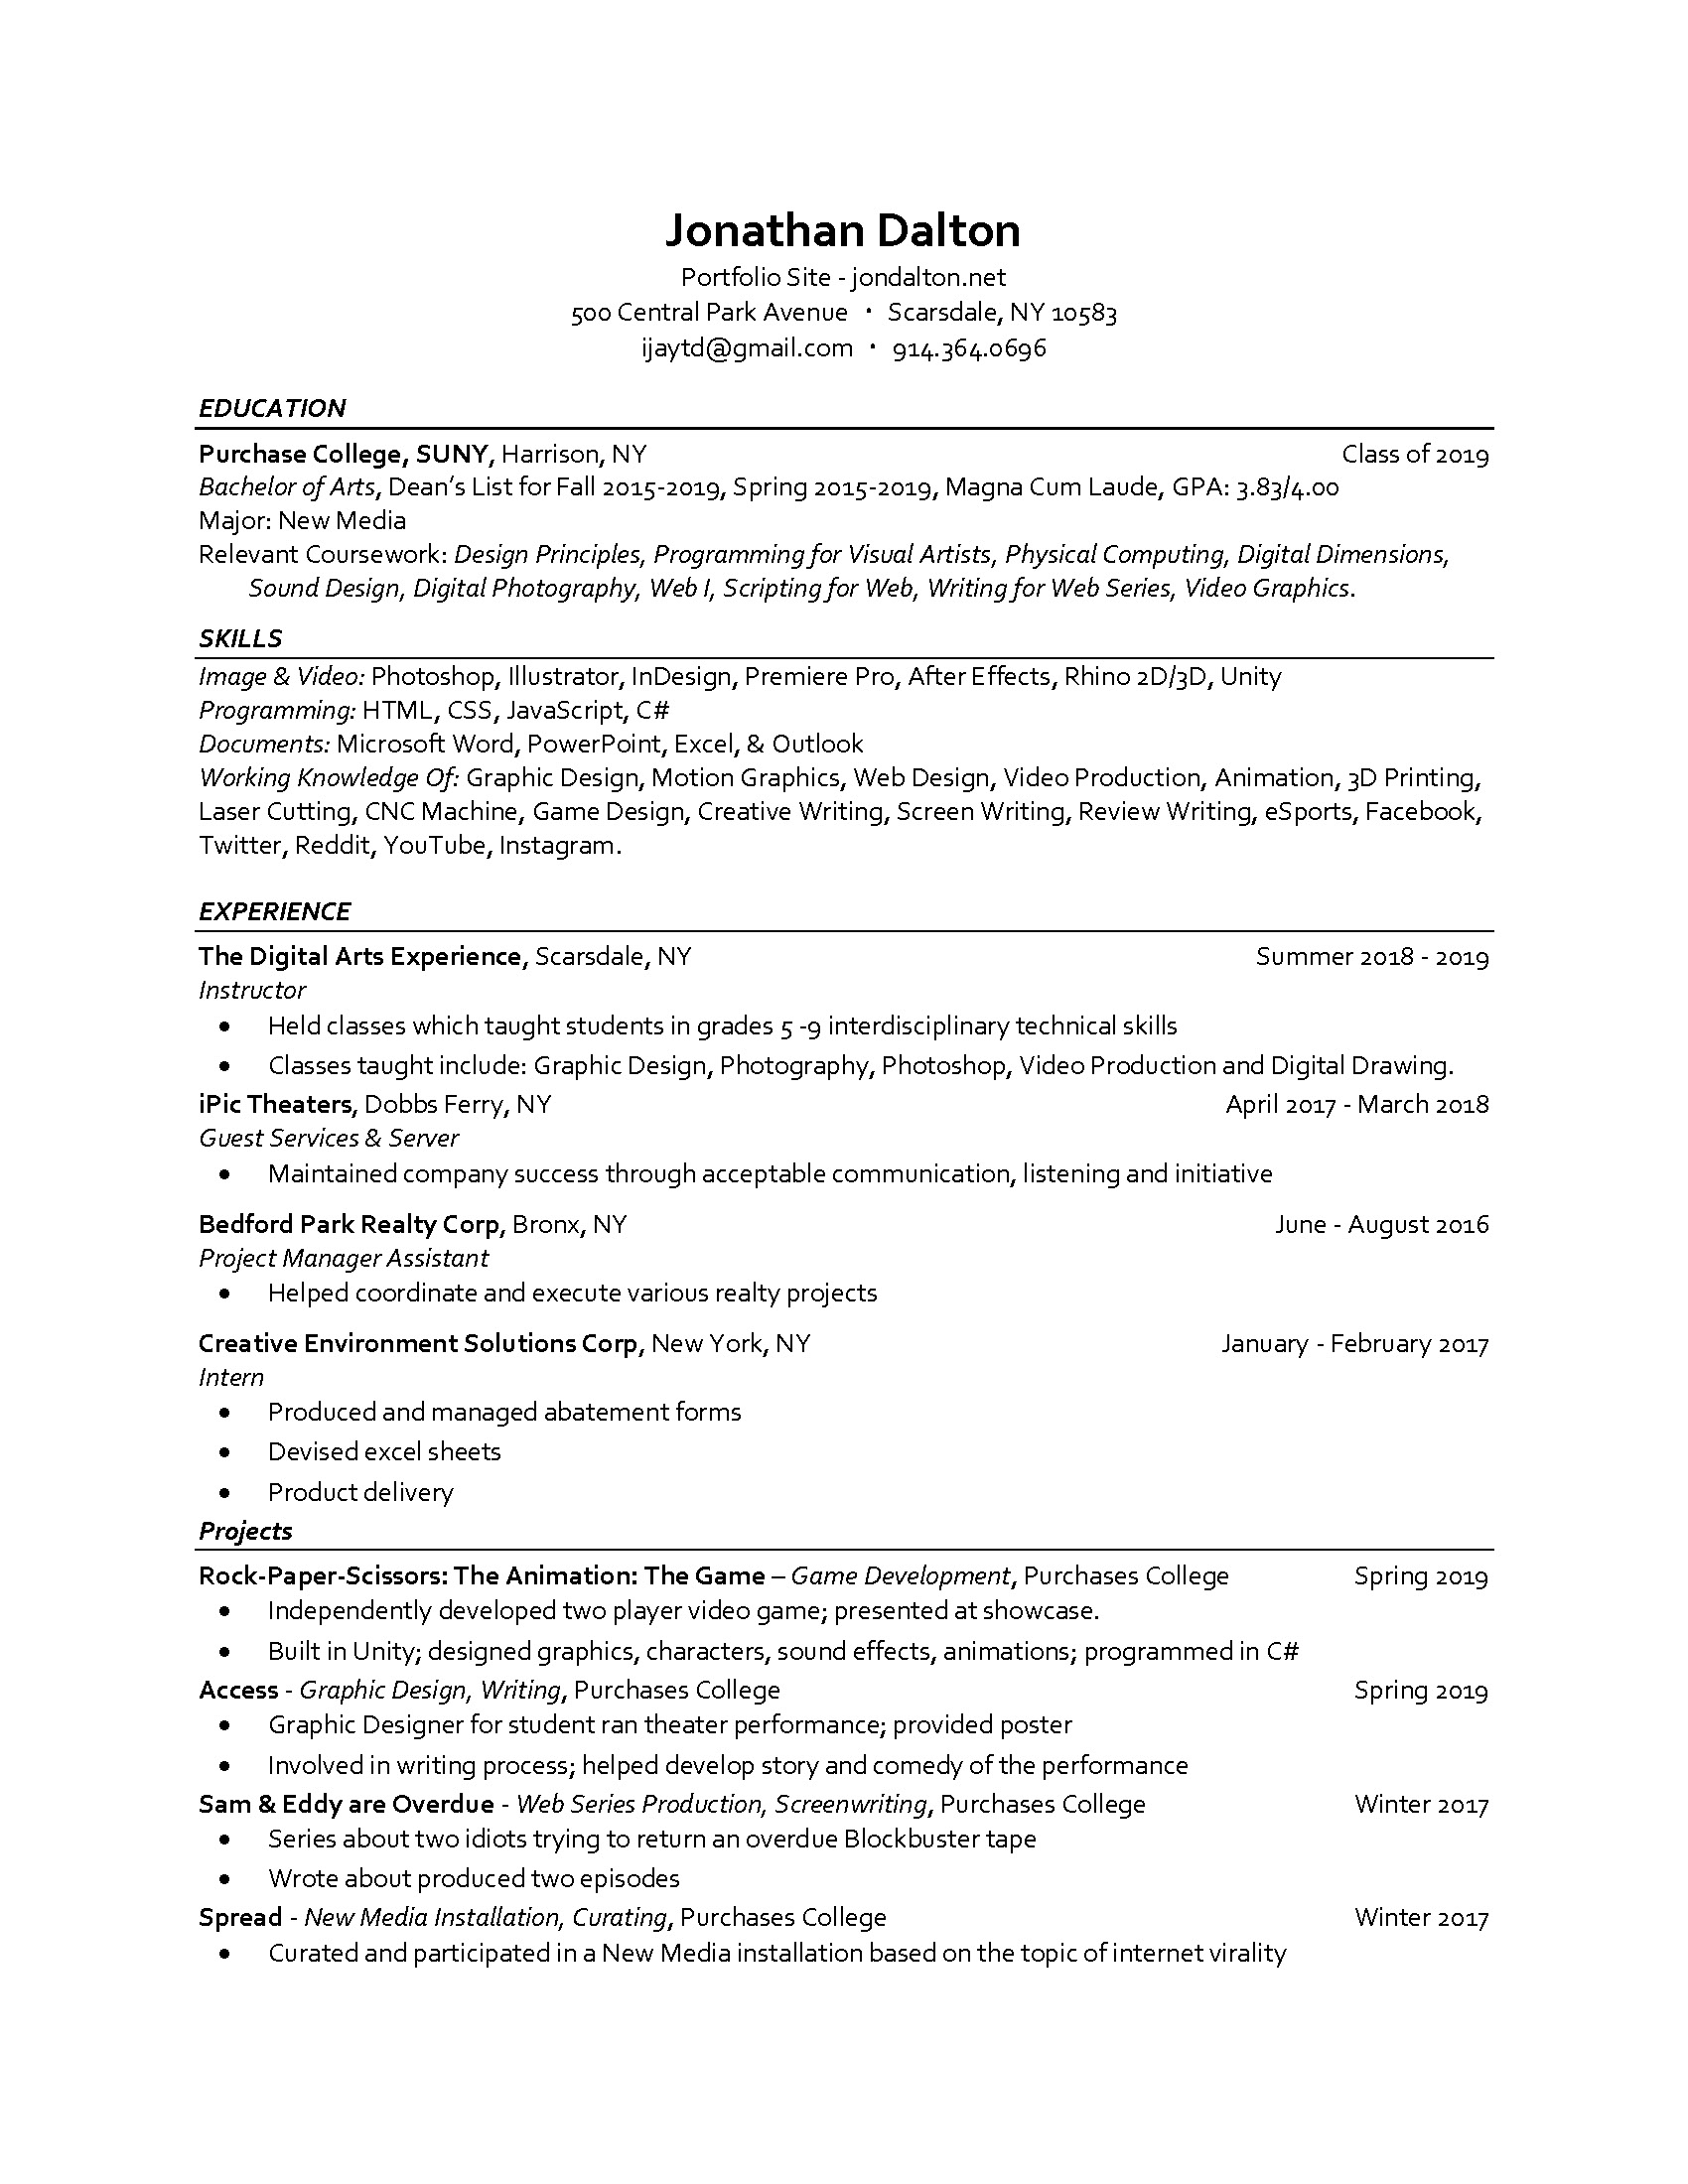 Jonathan Dalton
Portfolio Site - jondalton.net
500 Central Park Avenue · Scarsdale, NY 10583
ijaytd@gmail.com · 914.364.0696
EDUCATION
Purchase College, SUNY, Harrison, NY Class of 2019
Bachelor of Arts, Dean’s List for Fall 2015-2019, Spring 2015-2019, Magna Cum Laude, GPA: 3.83/4.00
Major: New Media
Relevant Coursework: Design Principles, Programming for Visual Artists, Physical Computing, Digital Dimensions,
Sound Design, Digital Photography, Web I, Scripting for Web, Writing for Web Series, Video Graphics.
SKILLS
Image & Video: Photoshop, Illustrator, InDesign, Premiere Pro, After Effects, Rhino 2D/3D, Unity
Programming: HTML, CSS, JavaScript, C#
Documents: Microsoft Word, PowerPoint, Excel, & Outlook
Working Knowledge Of: Graphic Design, Motion Graphics, Web Design, Video Production, Animation, 3D Printing,
Laser Cutting, CNC Machine, Game Design, Creative Writing, Screen Writing, Review Writing, eSports, Facebook,
Twitter, Reddit, YouTube, Instagram.
EXPERIENCE
The Digital Arts Experience, Scarsdale, NY Summer 2018 - 2019
Instructor
• Held classes which taught students in grades 5 -9 interdisciplinary technical skills
• Classes taught include: Graphic Design, Photography, Photoshop, Video Production and Digital Drawing.
iPic Theaters, Dobbs Ferry, NY April 2017 - March 2018
Guest Services & Server
• Maintained company success through acceptable communication, listening and initiative
Bedford Park Realty Corp, Bronx, NY June - August 2016
Project Manager Assistant
• Helped coordinate and execute various realty projects
Creative Environment Solutions Corp, New York, NY January - February 2017
Intern
• Produced and managed abatement forms
• Devised excel sheets
• Product delivery
Projects
Rock-Paper-Scissors: The Animation: The Game – Game Development, Purchases College Spring 2019
• Independently developed two player video game; presented at showcase.
• Built in Unity; designed graphics, characters, sound effects, animations; programmed in C#
Access - Graphic Design, Writing, Purchases College Spring 2019
• Graphic Designer for student ran theater performance; provided poster
• Involved in writing process; helped develop story and comedy of the performance
Sam & Eddy are Overdue - Web Series Production, Screenwriting, Purchases College Winter 2017
• Series about two idiots trying to return an overdue Blockbuster tape
• Wrote about produced two episodes
Spread - New Media Installation, Curating, Purchases College Winter 2017
• Curated and participated in a New Media installation based on the topic of internet virality